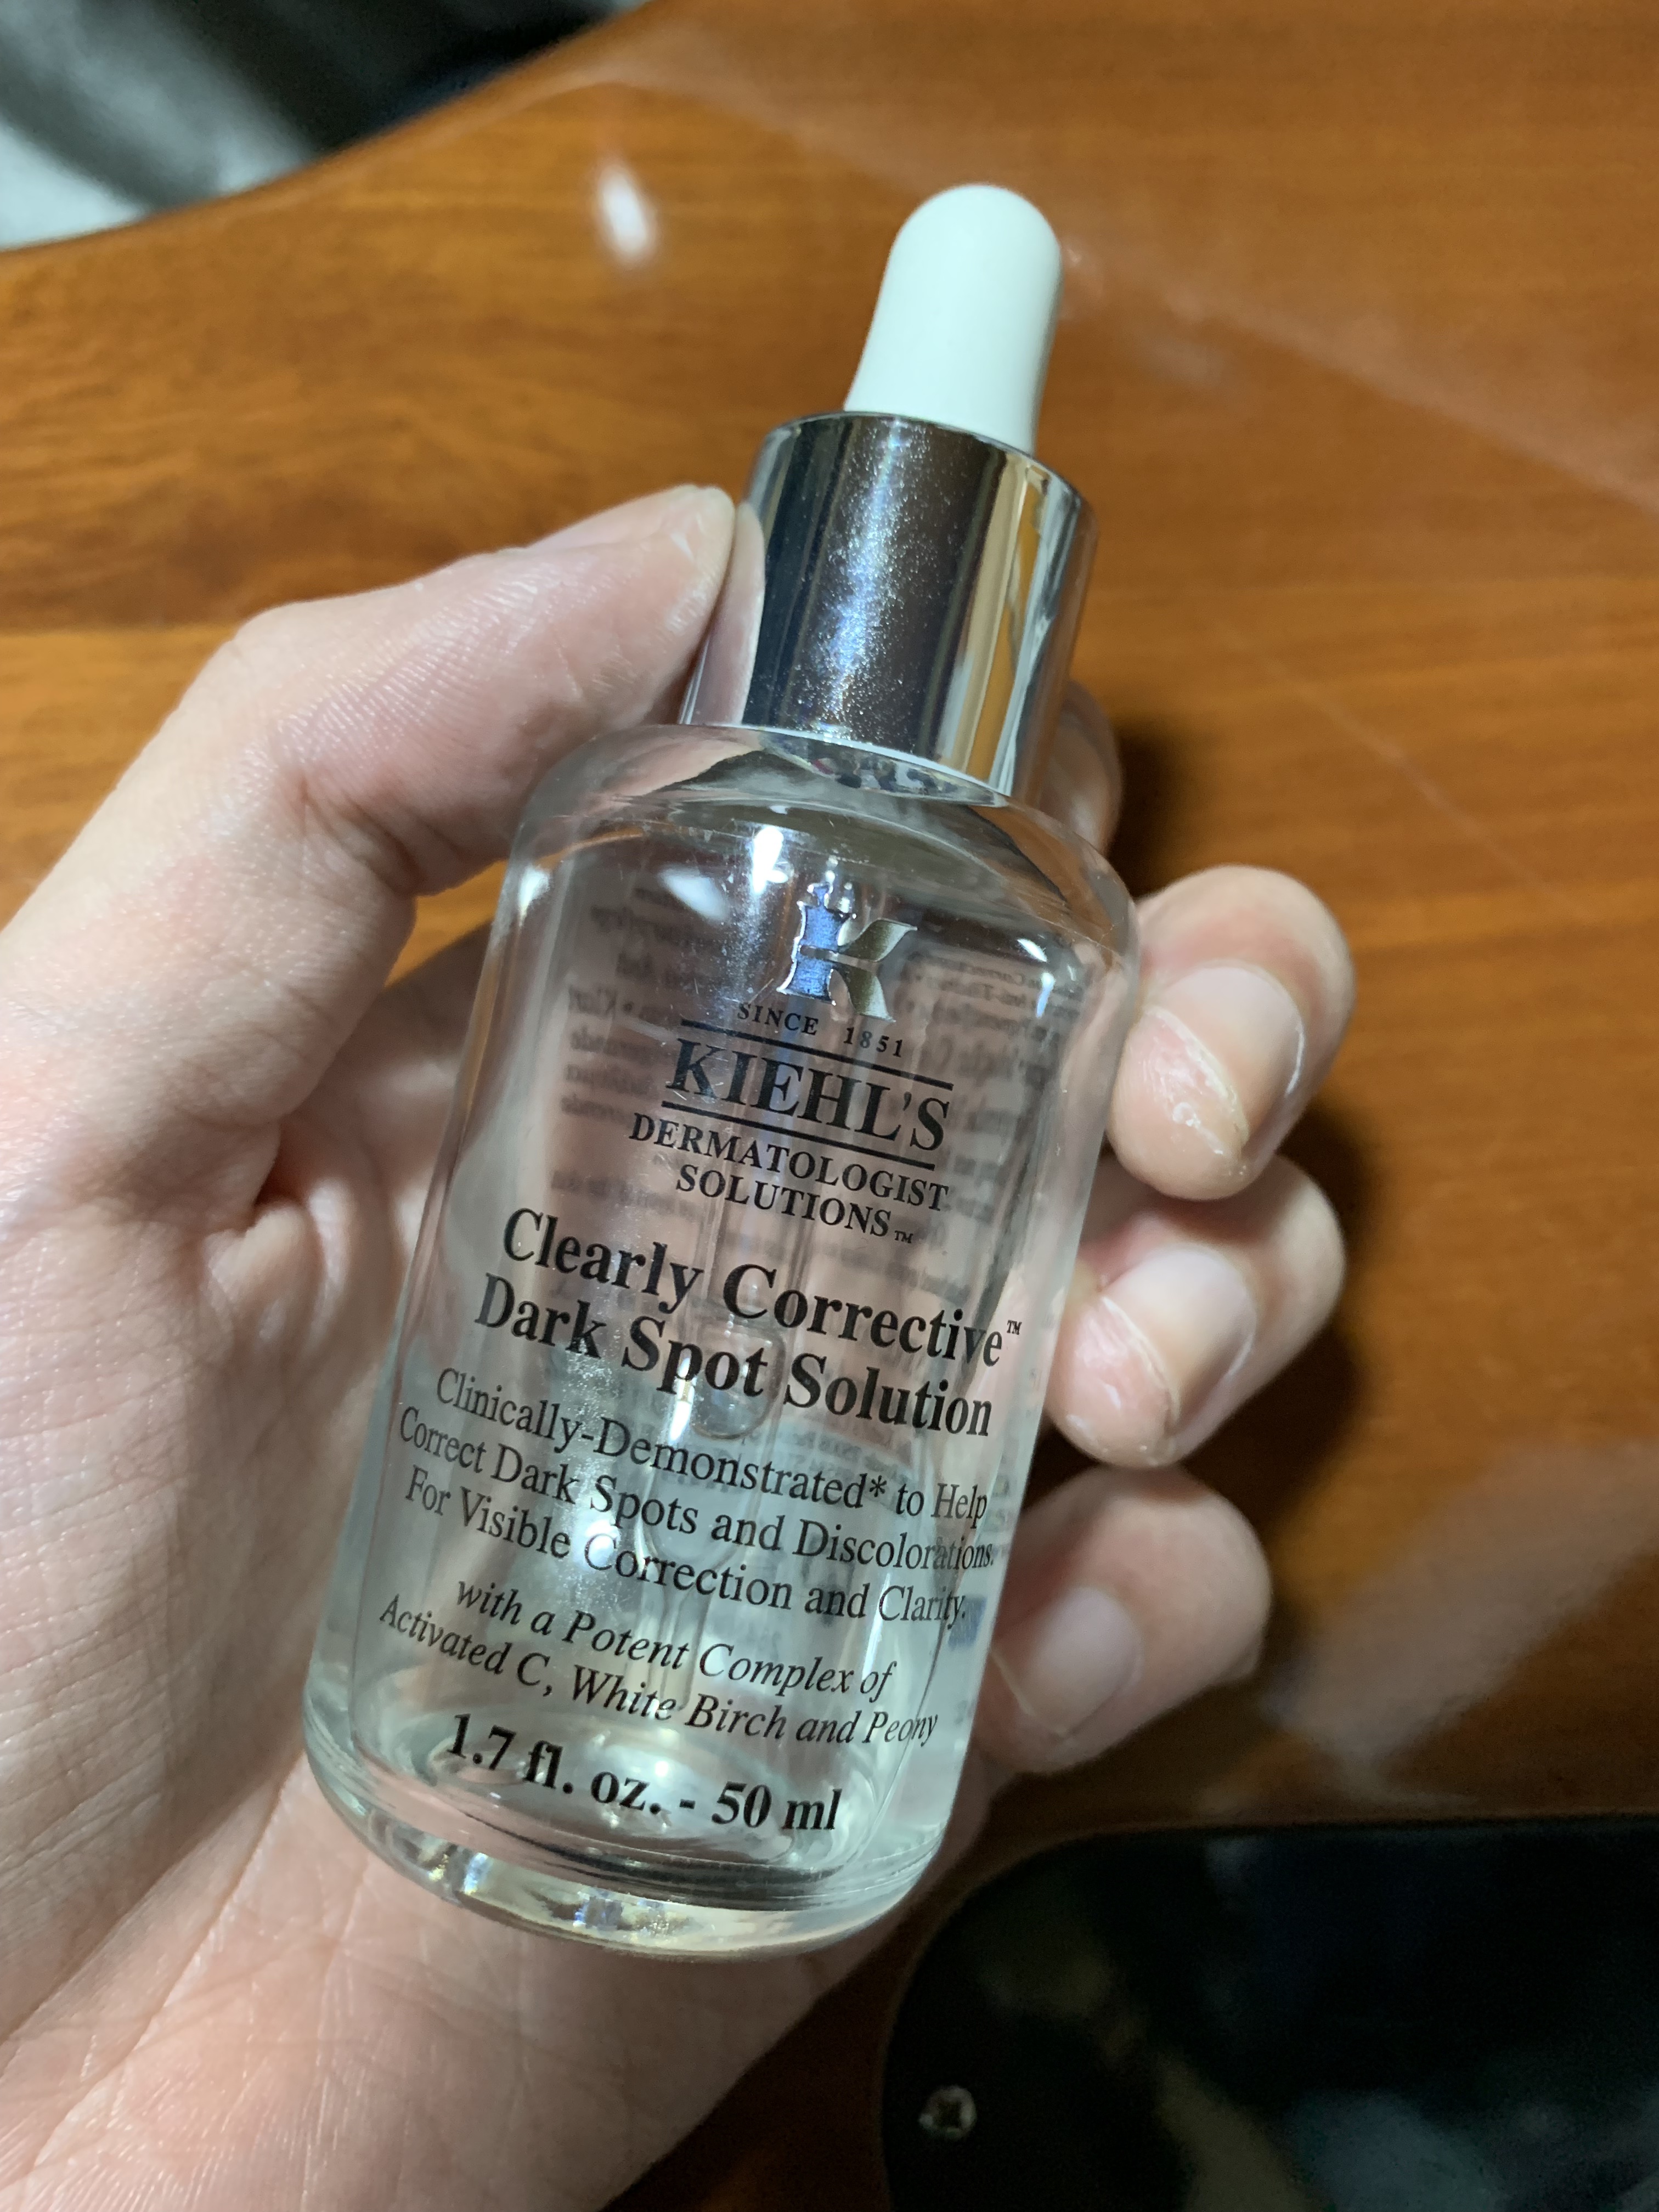 K
SINCE 1851
KIEHL'S
DERMATOLOGIST
SOLUTIONS™
Clearly Corrective™
Dark Spot Solution
Clinically-Demonstrated* to Help
Correct Dark Spots and Discolorations.
For Visible Correction and Clarity.
with a Potent Complex of
Activated C, White Birch and Peony
1.7 fl. oz. - 50 ml